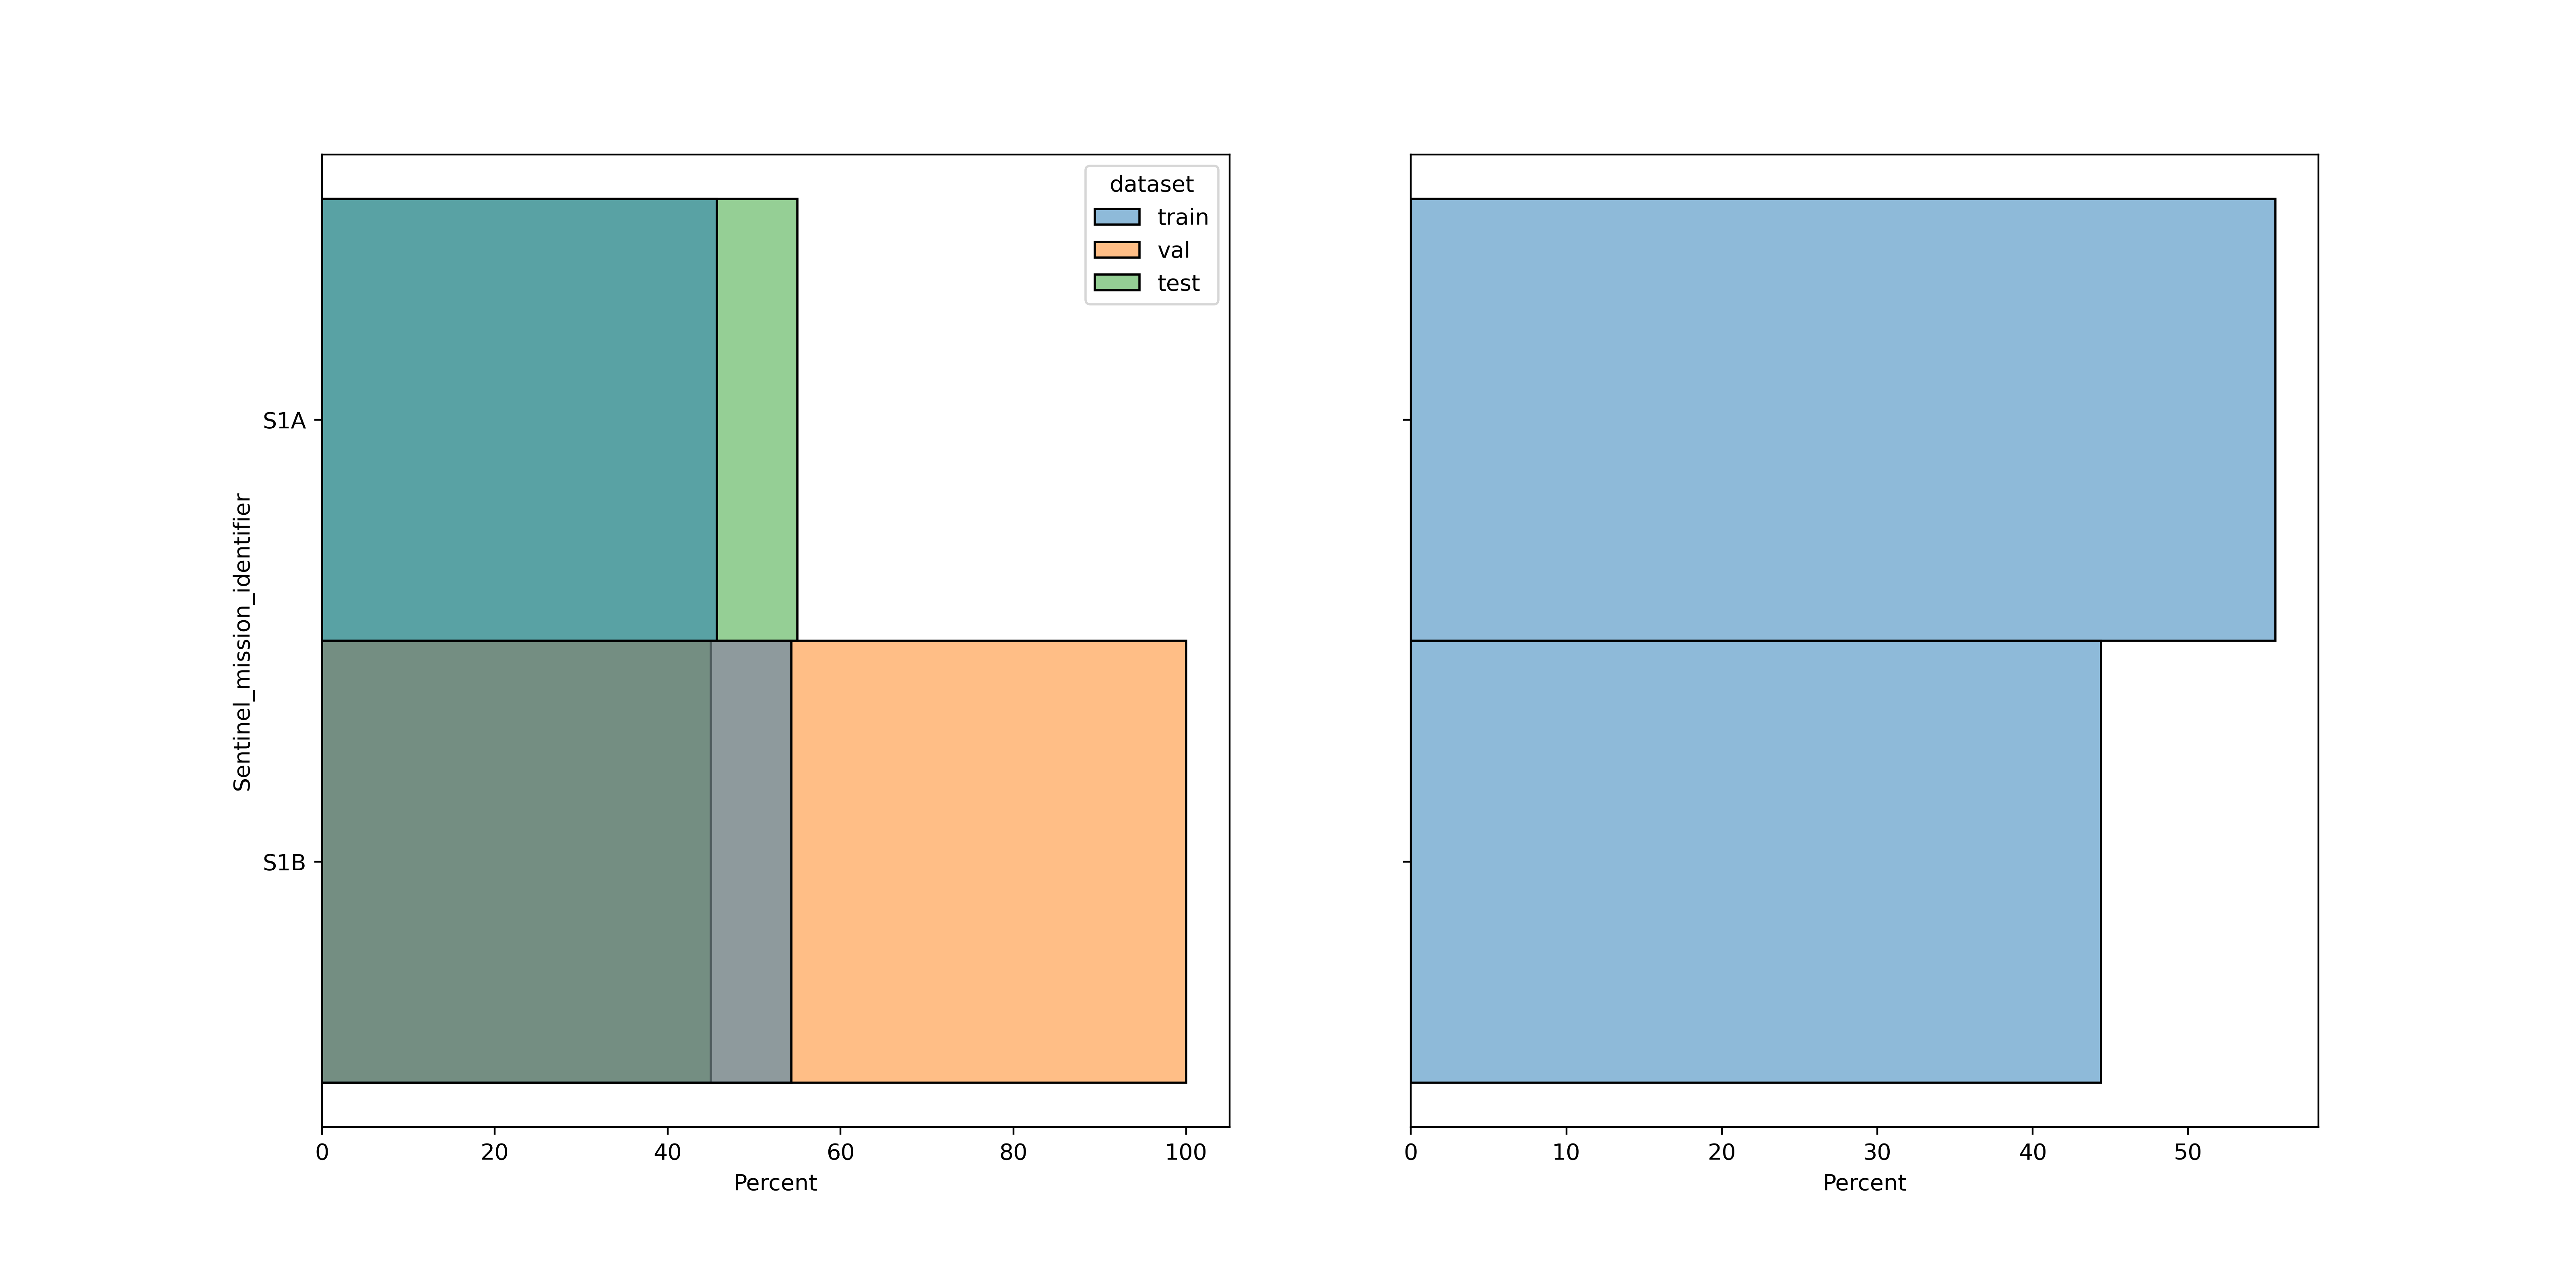 dataset
train
val
test
S1A
S1B
Sentinel_mission_identifier
0 20 40 60 80 100
Percent
0 10 20 30 40 50
Percent